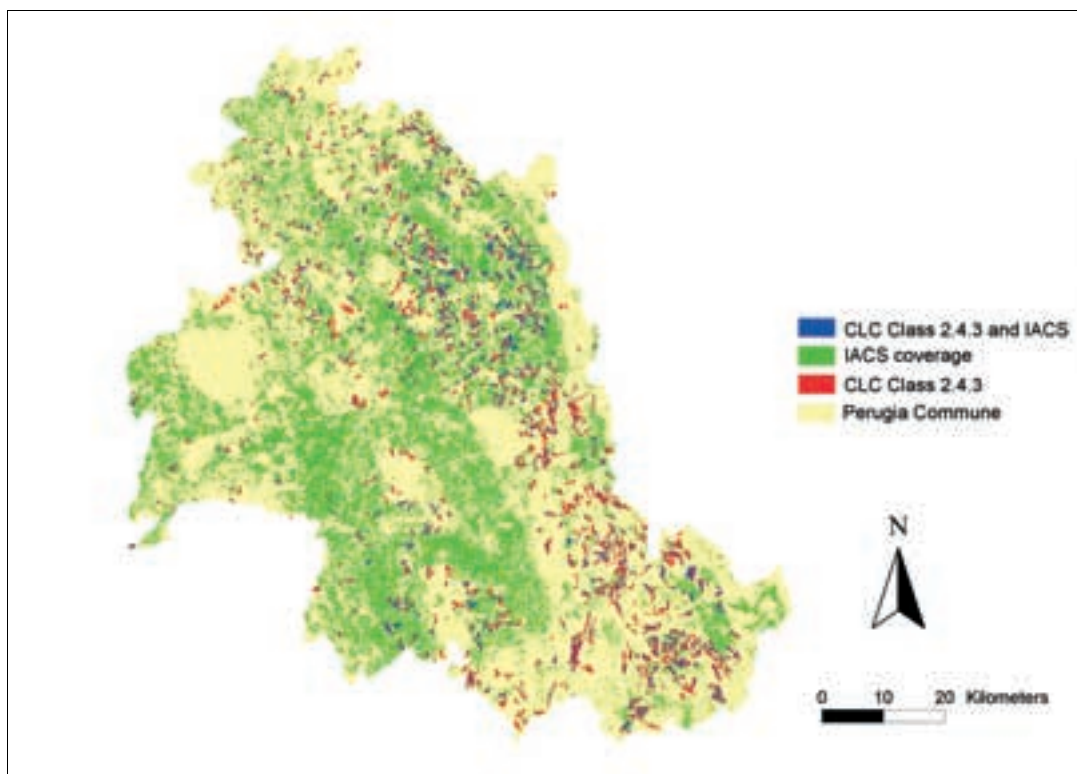 CLC Class 2.4.3 and IACS
IACS coverage
CLC Class 2.4.3
Perugia Commune
N
0 10 20 Kilometers